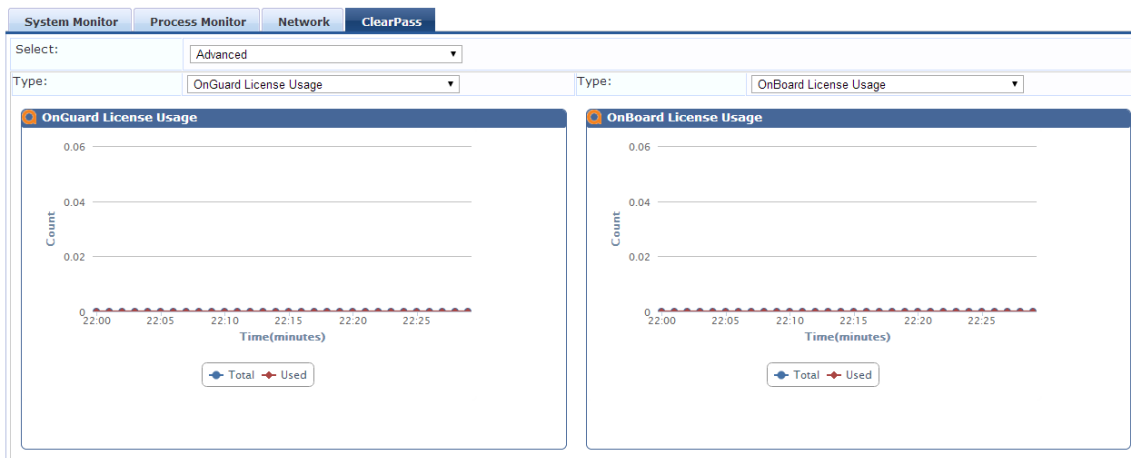 System Monitor Process Monitor Network ClearPass
Select: Advanced
Type: OnGuard License Usage Type: OnBoard License Usage
OnGuard License Usage
0.06
0.04
0.02
0
Count
22:00 22:05 22:10 22:15 22:20 22:25
Time(minutes)
Total Used
OnBoard License Usage
0.06
0.04
0.02
0
Count
22:00 22:05 22:10 22:15 22:20 22:25
Time(minutes)
Total Used